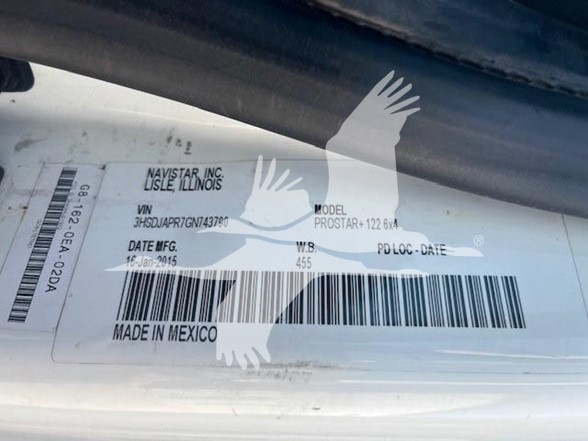 NAVISTAR, INC.
LISLE, ILLINOIS
VIN
3HSDJAPR7GN743790
MODEL
PROSTAR+ 122 6x4
DATE MFG.
16-Jan-2015
W.B.
455
PD LOC - DATE
MADE IN MEXICO
G8-162-0EA-02DA